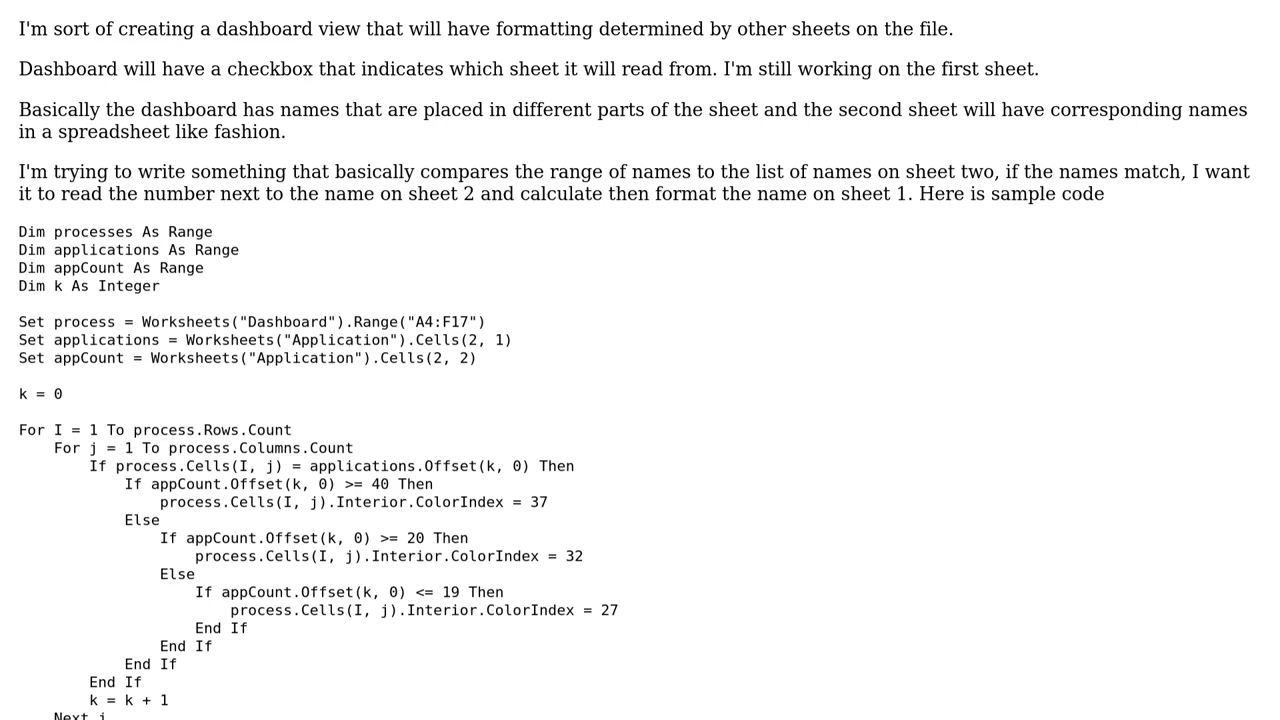 I'm sort of creating a dashboard view that will have formatting determined by other sheets on the file.
Dashboard will have a checkbox that indicates which sheet it will read from. I'm still working on the first sheet.
Basically the dashboard has names that are placed in different parts of the sheet and the second sheet will have corresponding names
in a spreadsheet like fashion.
I'm trying to write something that basically compares the range of names to the list of names on sheet two, if the names match, I want
it to read the number next to the name on sheet 2 and calculate then format the name on sheet 1. Here is sample code
Dim processes As Range
Dim applications As Range
Dim appCount As Range
Dim k As Integer
Set process = Worksheets("Dashboard").Range("A4:F17")
Set applications = Worksheets("Application").Cells(2, 1)
Set appCount = Worksheets("Application").Cells(2, 2)
k = 0
For I = 1 To process.Rows.Count
    For j = 1 To process.Columns.Count
        If process.Cells(I, j) = applications.Offset(k, 0) Then
            If appCount.Offset(k, 0) >= 40 Then
                process.Cells(I, j).Interior.ColorIndex = 37
            Else
                If appCount.Offset(k, 0) >= 20 Then
                    process.Cells(I, j).Interior.ColorIndex = 32
                Else
                    If appCount.Offset(k, 0) <= 19 Then
                        process.Cells(I, j).Interior.ColorIndex = 27
                    End If
                End If
            End If
        End If
        k = k + 1
    Next j